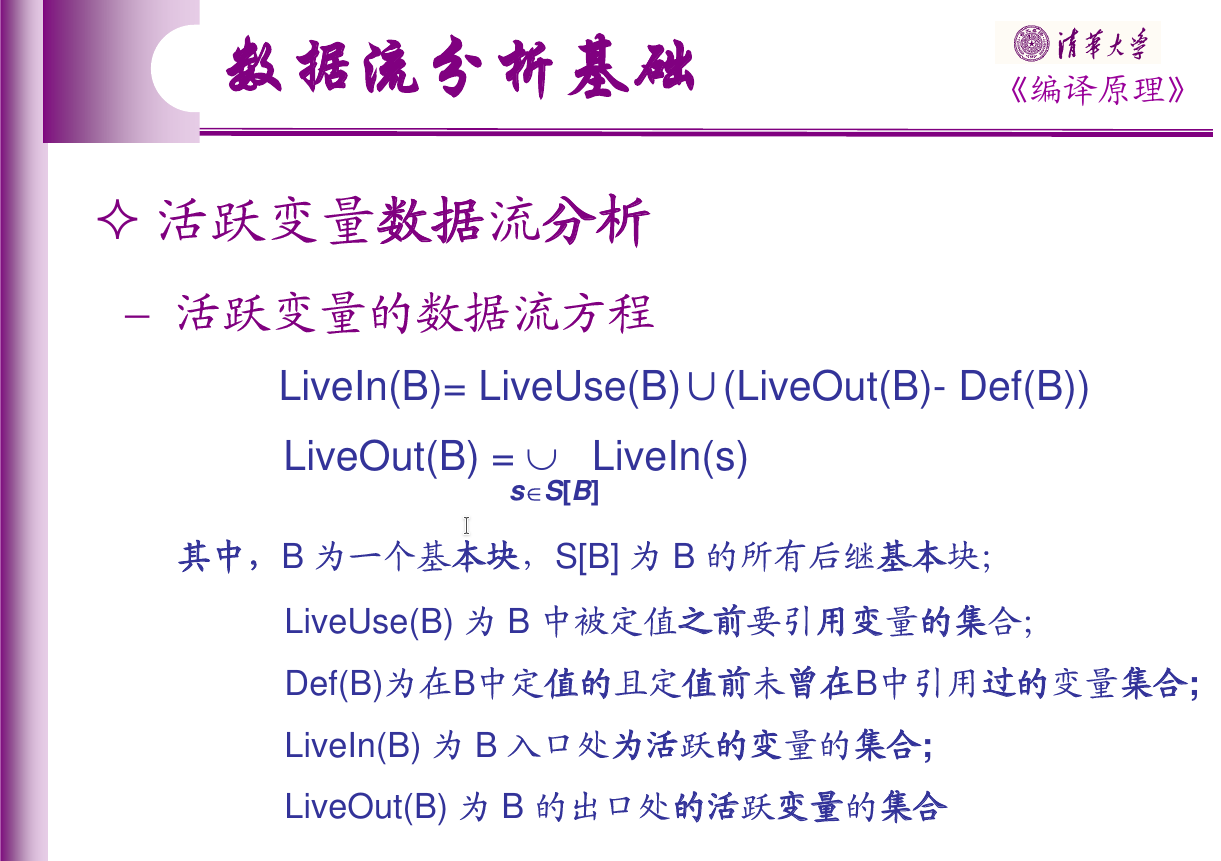 数据流分析基础
清华大学
《编译原理》
✧ 活跃变量数据流分析
– 活跃变量的数据流方程
LiveIn(B)= LiveUse(B)∪(LiveOut(B)- Def(B))
LiveOut(B) = ∪ LiveIn(s)
s∈S[B]
其中，B 为一个基本块，S[B] 为 B 的所有后继基本块;
LiveUse(B) 为 B 中被定值之前要引用变量的集合;
Def(B)为在B中定值的且定值前未曾在B中引用过的变量集合;
LiveIn(B) 为 B 入口处为活跃的变量的集合;
LiveOut(B) 为 B 的出口处的活跃变量的集合